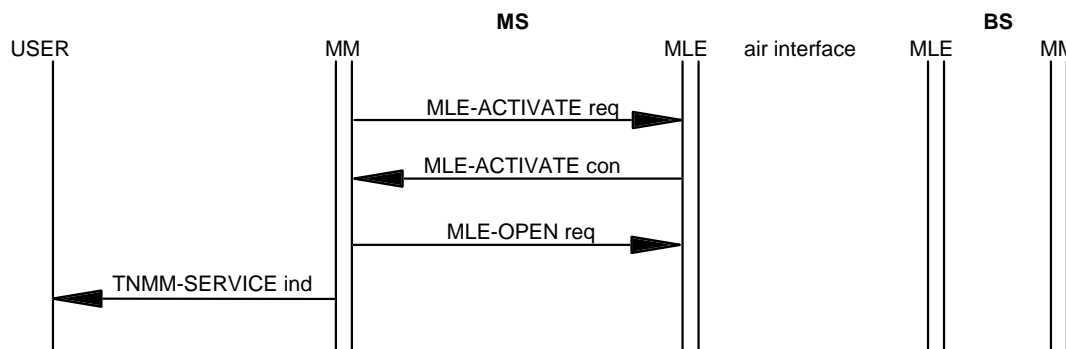 MS BS
USER MM MLE air interface MLE MM
MLE-ACTIVATE req
MLE-ACTIVATE con
MLE-OPEN req
TNMM-SERVICE ind